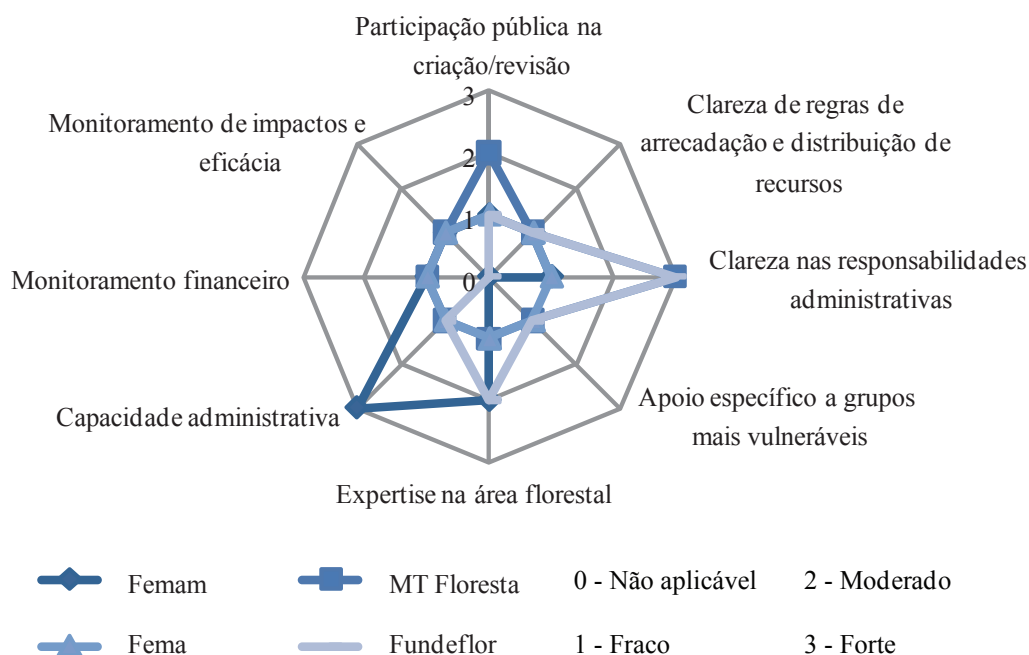 Participação pública na
criação/revisão
Clareza de regras de
arrecadação e distribuição de
recursos
Monitoramento de impactos e
eficácia
3
2
1
0
Monitoramento financeiro
Clareza nas responsabilidades
administrativas
Capacidade administrativa
Apoio específico a grupos
mais vulneráveis
Expertise na área florestal
Femam
MT Floresta
0 - Não aplicável
2 - Moderado
Fema
Fundeflor
1 - Fraco
3 - Forte